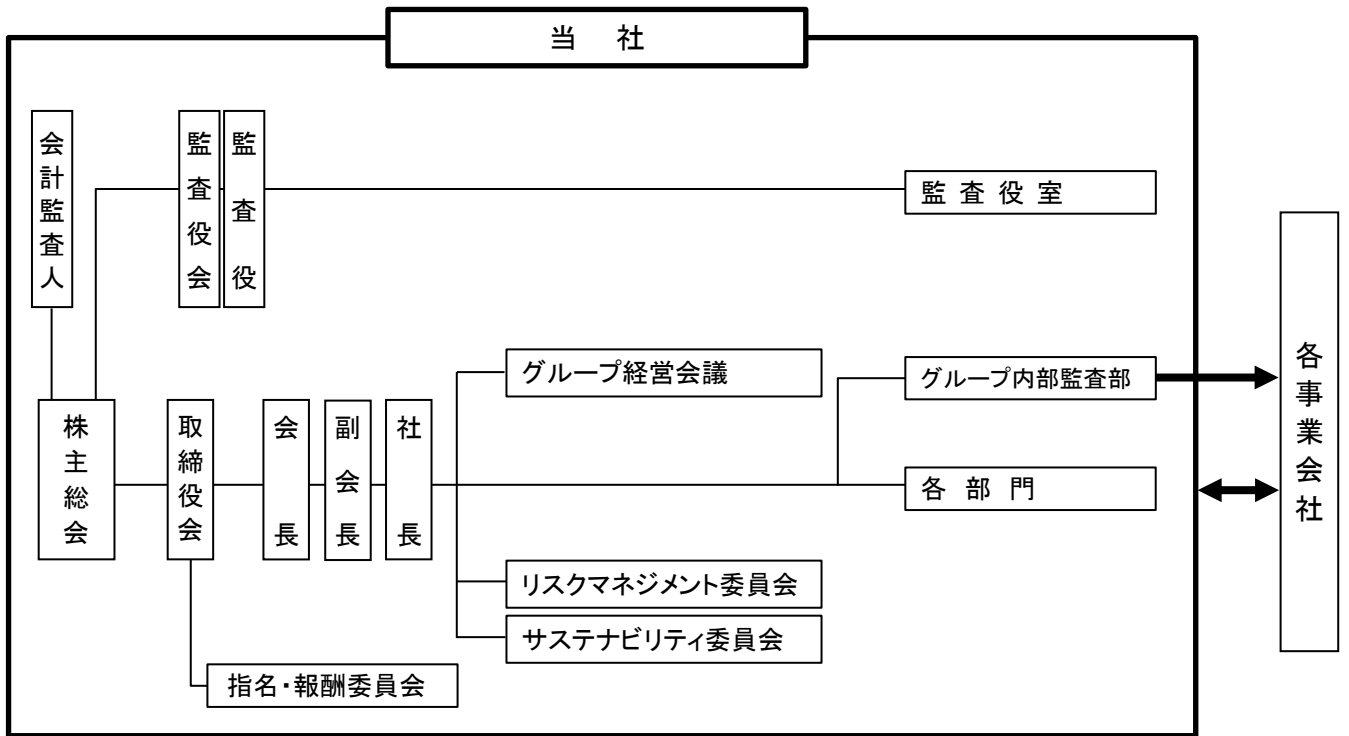 当 社
会計監査人
監査役会
監査役
監査役室
グループ経営会議
グループ内部監査部
各事業会社
株主総会
取締役会
会長
副会長
社長
各部門
リスクマネジメント委員会
サステナビリティ委員会
指名・報酬委員会